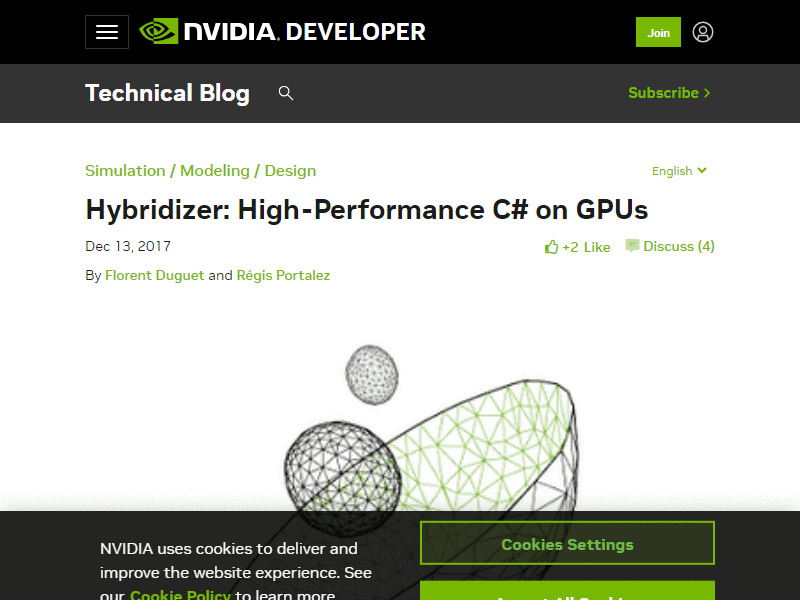 NVIDIA. DEVELOPER
Join
Technical Blog
Subscribe
Simulation / Modeling / Design
English
Hybridizer: High-Performance C# on GPUs
Dec 13, 2017
+2 Like
Discuss (4)
By Florent Duguet and Régis Portalez
NVIDIA uses cookies to deliver and
improve the website experience. See
our Cookie Policy to learn more
Cookies Settings